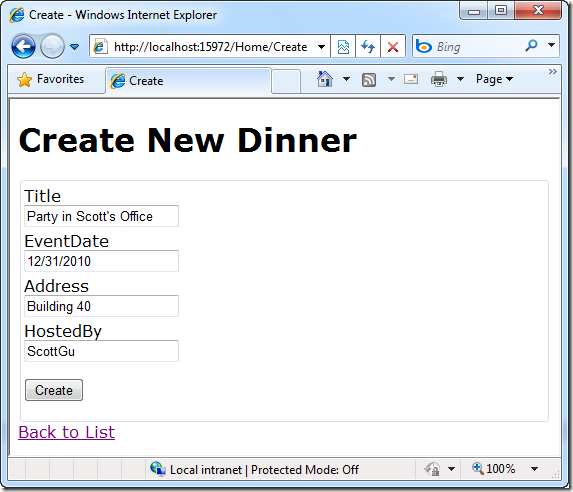 Create - Windows Internet Explorer
http://localhost:15972/Home/Create
Bing
Favorites
Create
Page
»
Create New Dinner
Title
Party in Scott's Office
EventDate
12/31/2010
Address
Building 40
HostedBy
ScottGu
Create
Back to List
Local intranet | Protected Mode: Off
100%